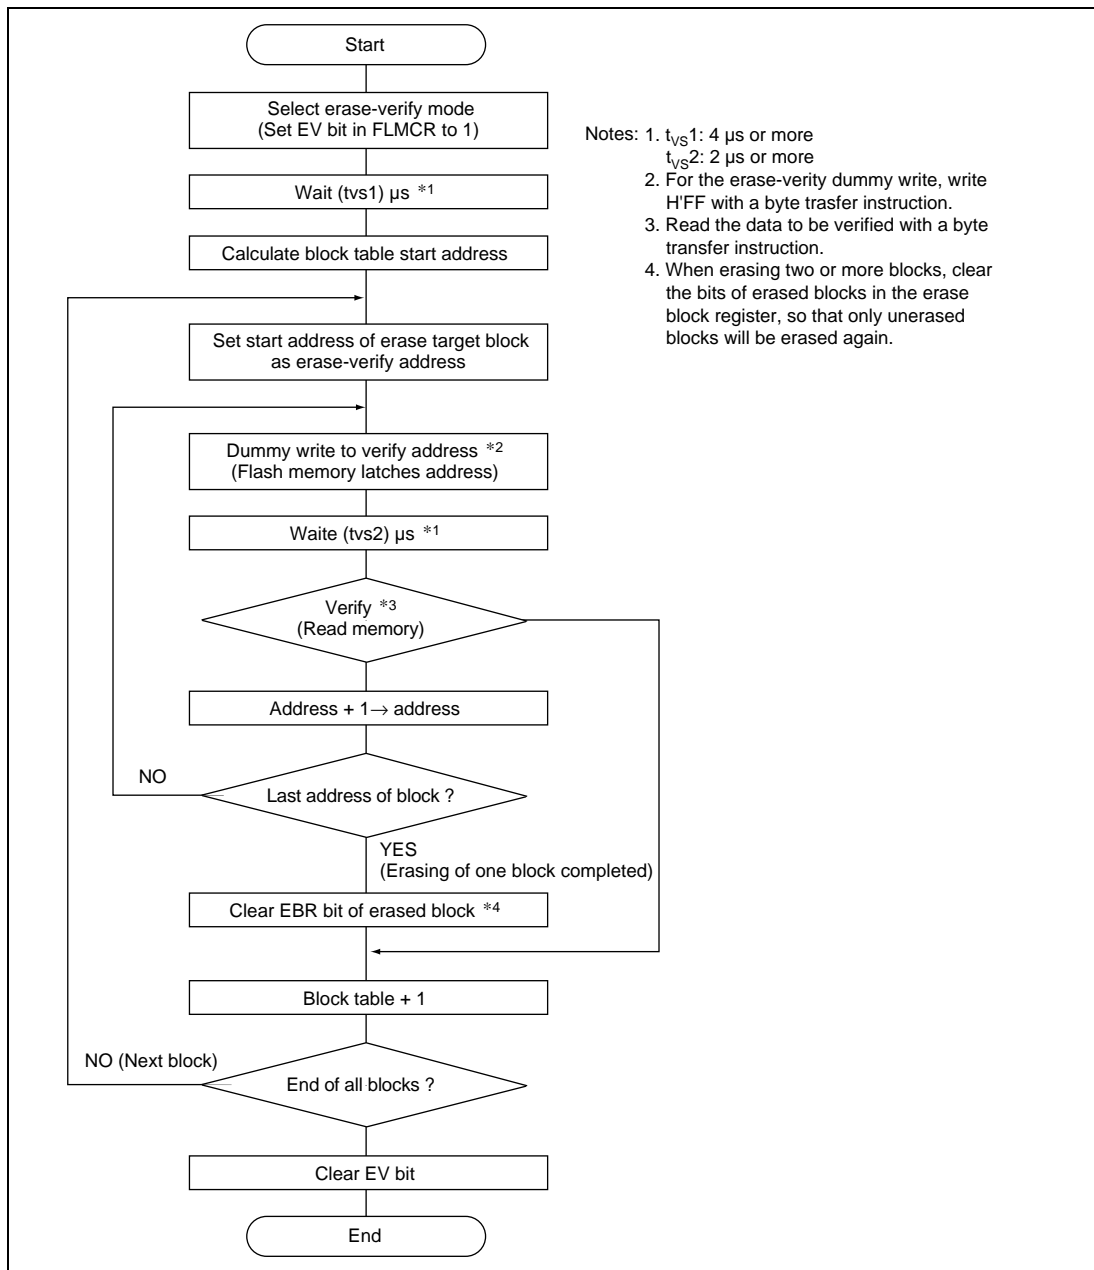 Start
Select erase-verify mode
(Set EV bit in FLMCR to 1)
Wait (tvs1) µs *1
Calculate block table start address
Set start address of erase target block
as erase-verify address
Dummy write to verify address *2
(Flash memory latches address)
Waite (tvs2) µs *1
Verify *3
(Read memory)
Address + 1→ address
NO
Last address of block ?
YES
(Erasing of one block completed)
Clear EBR bit of erased block *4
Block table + 1
NO (Next block)
End of all blocks ?
Clear EV bit
End
Notes: 1. tVS1: 4 µs or more
tVS2: 2 µs or more
2. For the erase-verity dummy write, write
H'FF with a byte trasfer instruction.
3. Read the data to be verified with a byte
transfer instruction.
4. When erasing two or more blocks, clear
the bits of erased blocks in the erase
block register, so that only unerased
blocks will be erased again.